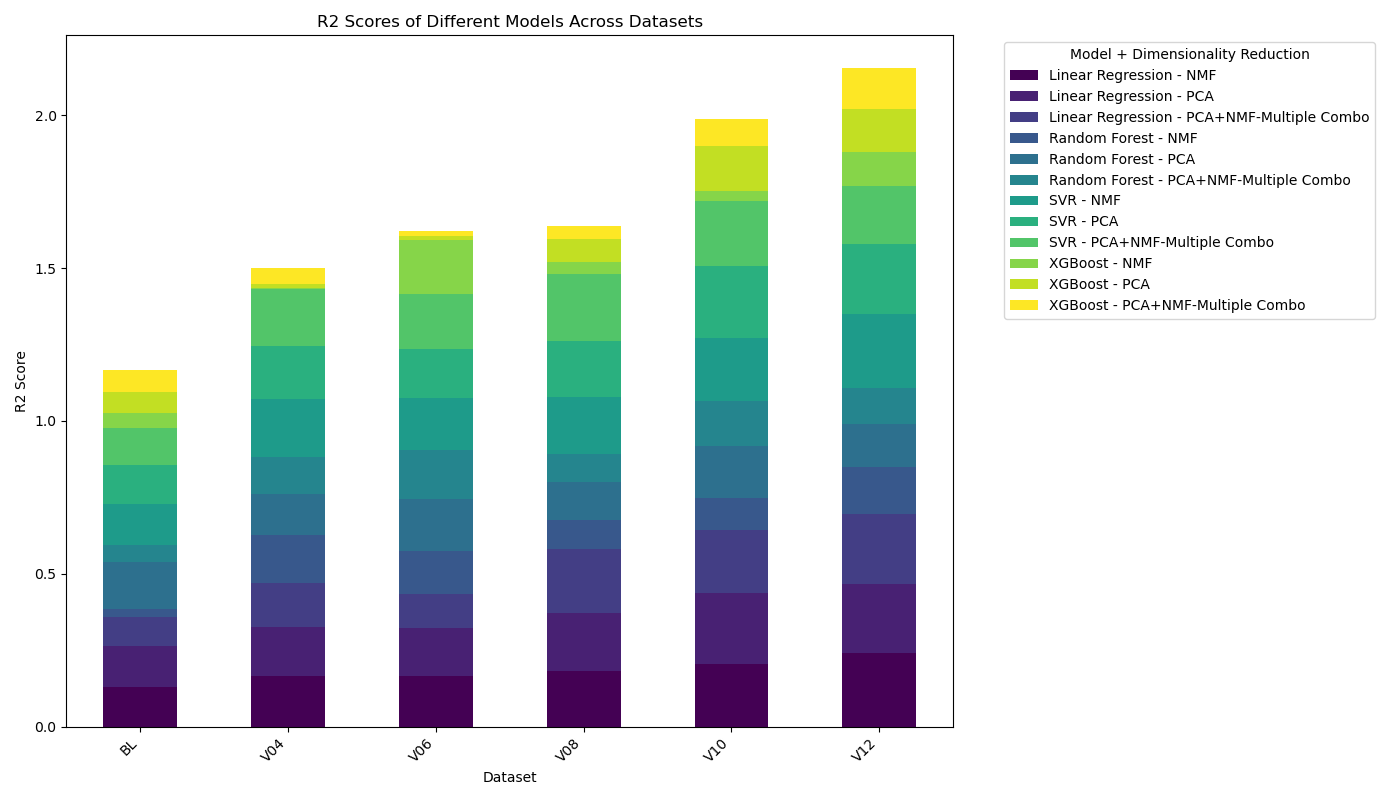 R2 Scores of Different Models Across Datasets
R2 Score
2.0
1.5
1.0
0.5
0.0
BL
V04
V06
V08
V10
V12
Dataset
Model + Dimensionality Reduction
Linear Regression - NMF
Linear Regression - PCA
Linear Regression - PCA+NMF-Multiple Combo
Random Forest - NMF
Random Forest - PCA
Random Forest - PCA+NMF-Multiple Combo
SVR - NMF
SVR - PCA
SVR - PCA+NMF-Multiple Combo
XGBoost - NMF
XGBoost - PCA
XGBoost - PCA+NMF-Multiple Combo